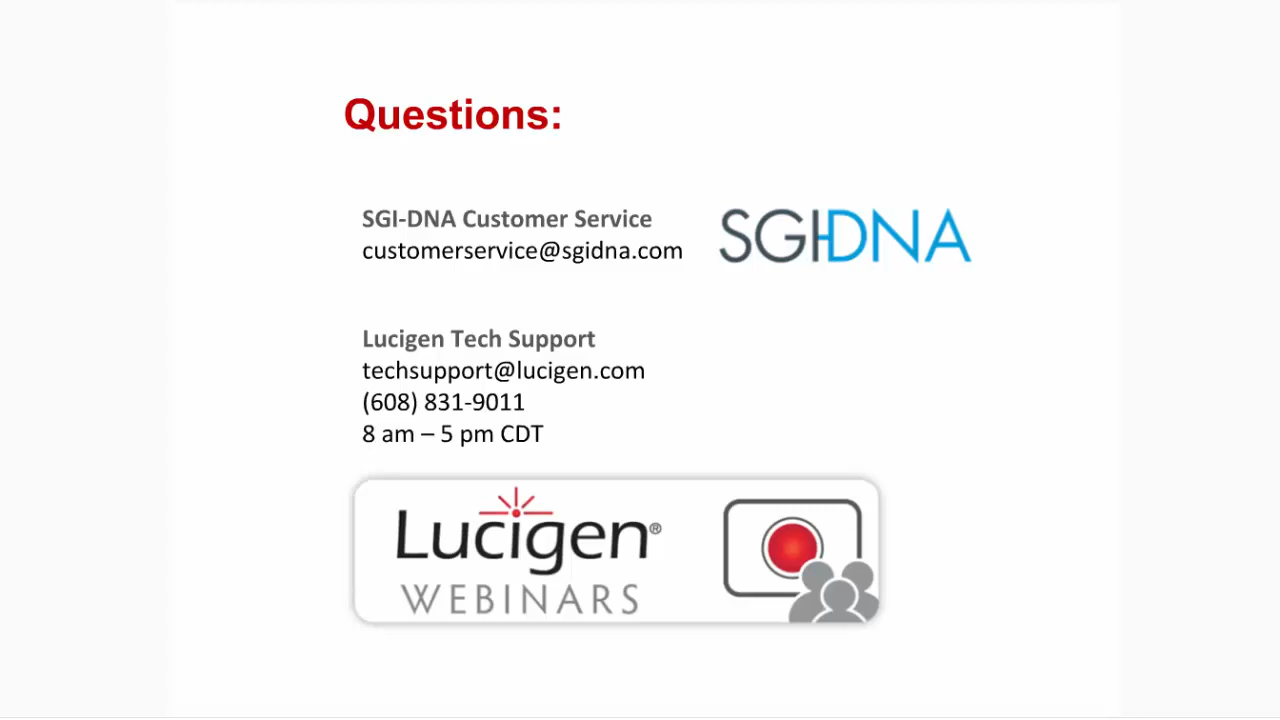 Questions:
SGI-DNA Customer Service
customerservice@sgidna.com
SGI-DNA
Lucigen Tech Support
techsupport@lucigen.com
(608) 831-9011
8 am – 5 pm CDT
Lucigen®
WEBINARS